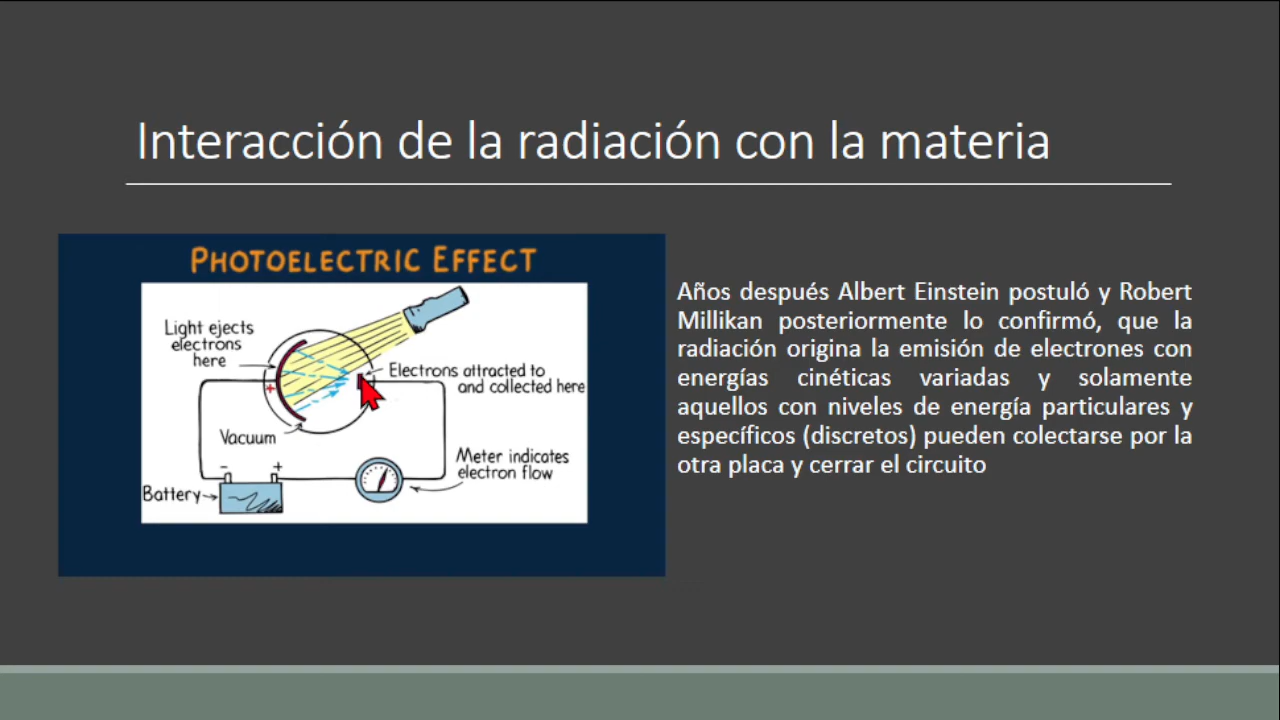 Interacción de la radiación con la materia
PHOTOELECTRIC EFFECT
Light ejects
electrons
here
Electrons attracted to
and collected here
+
Vacuum
- +
Battery
Meter indicates
electron flow
Años después Albert Einstein postuló y Robert
Millikan posteriormente lo confirmó, que la
radiación origina la emisión de electrones con
energías cinéticas variadas y solamente
aquellos con niveles de energía particulares y
específicos (discretos) pueden colectarse por la
otra placa y cerrar el circuito